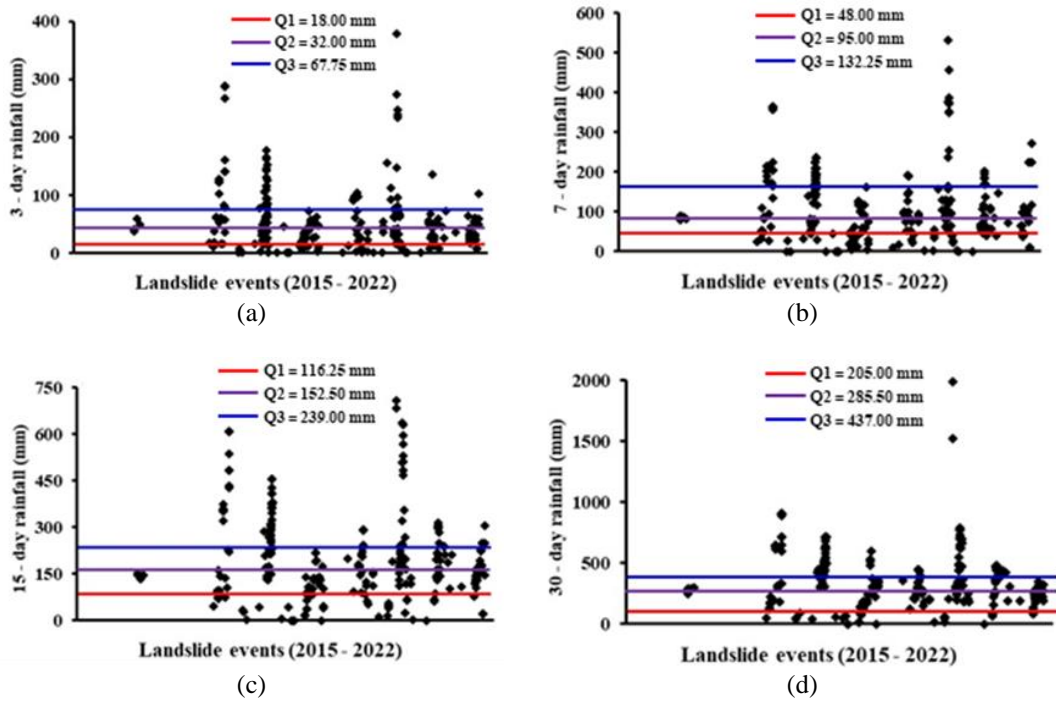 Q1 = 18.00 mm
Q2 = 32.00 mm
Q3 = 67.75 mm
3 - day rainfall (mm)
400
300
200
100
0
Landslide events (2015 - 2022)
(a)
Q1 = 48.00 mm
Q2 = 95.00 mm
Q3 = 132.25 mm
7 - day rainfall (mm)
600
500
400
300
200
100
0
Landslide events (2015 - 2022)
(b)
Q1 = 116.25 mm
Q2 = 152.50 mm
Q3 = 239.00 mm
15 - day rainfall (mm)
750
600
450
300
150
0
Landslide events (2015 - 2022)
(c)
Q1 = 205.00 mm
Q2 = 285.50 mm
Q3 = 437.00 mm
30 - day rainfall (mm)
2000
1500
1000
500
0
Landslide events (2015 - 2022)
(d)